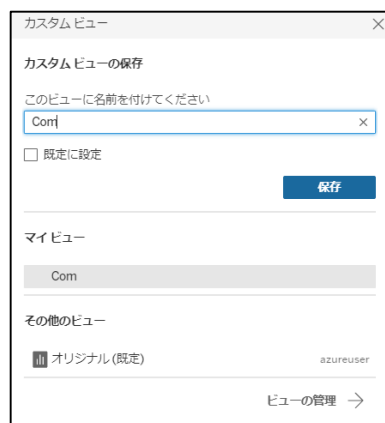 カスタム ビュー
カスタム ビューの保存
このビューに名前を付けてください
Com
既定に設定
保存
マイ ビュー
Com
その他のビュー
オリジナル (既定) azureuser
ビューの管理 →